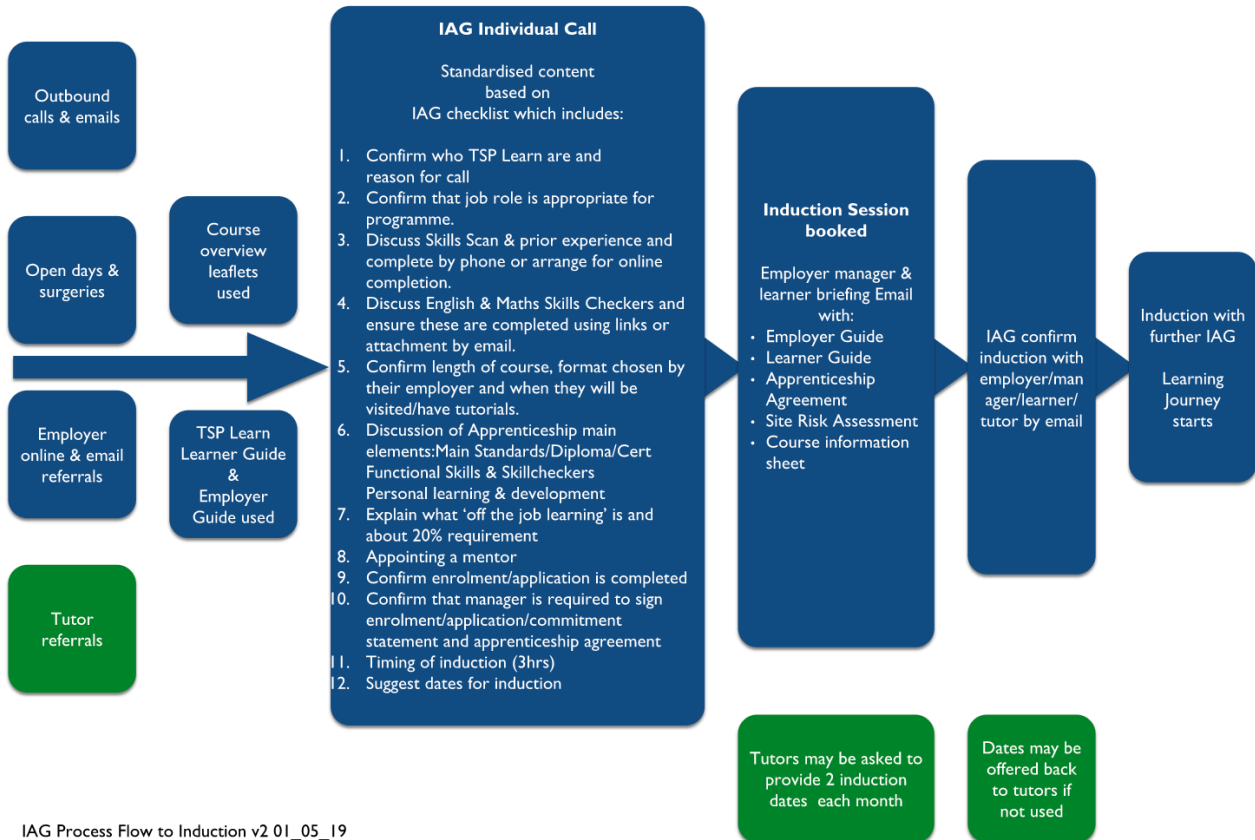 Outbound
calls & emails
Open days &
surgeries
Employer
online & email
referrals
Tutor
referrals
Course
overview
leaflets
used
TSP Learn
Learner Guide
&
Employer
Guide used
IAG Individual Call
Standardised content
based on
IAG checklist which includes:
1. Confirm who TSP Learn are and
reason for call
2. Confirm that job role is appropriate for
programme.
3. Discuss Skills Scan & prior experience and
complete by phone or arrange for online
completion.
4. Discuss English & Maths Skills Checkers and
ensure these are completed using links or
attachment by email.
5. Confirm length of course, format chosen by
their employer and when they will be
visited/have tutorials.
6. Discussion of Apprenticeship main
elements:Main Standards/Diploma/Cert
Functional Skills & Skillcheckers
Personal learning & development
7. Explain what ‘off the job learning’ is and
about 20% requirement
8. Appointing a mentor
9. Confirm enrolment/application is completed
10. Confirm that manager is required to sign
enrolment/application/commitment
statement and apprenticeship agreement
11. Timing of induction (3hrs)
12. Suggest dates for induction
Induction Session
booked
Employer manager &
learner briefing Email
with:
• Employer Guide
• Learner Guide
• Apprenticeship
Agreement
• Site Risk Assessment
• Course information
sheet
IAG confirm
induction with
employer/man
ager/learner/
tutor by email
Induction with
further IAG
Learning
Journey
starts
Tutors may be asked to
provide 2 induction
dates each month
Dates may be
offered back
to tutors if
not used
IAG Process Flow to Induction v2 01_05_19